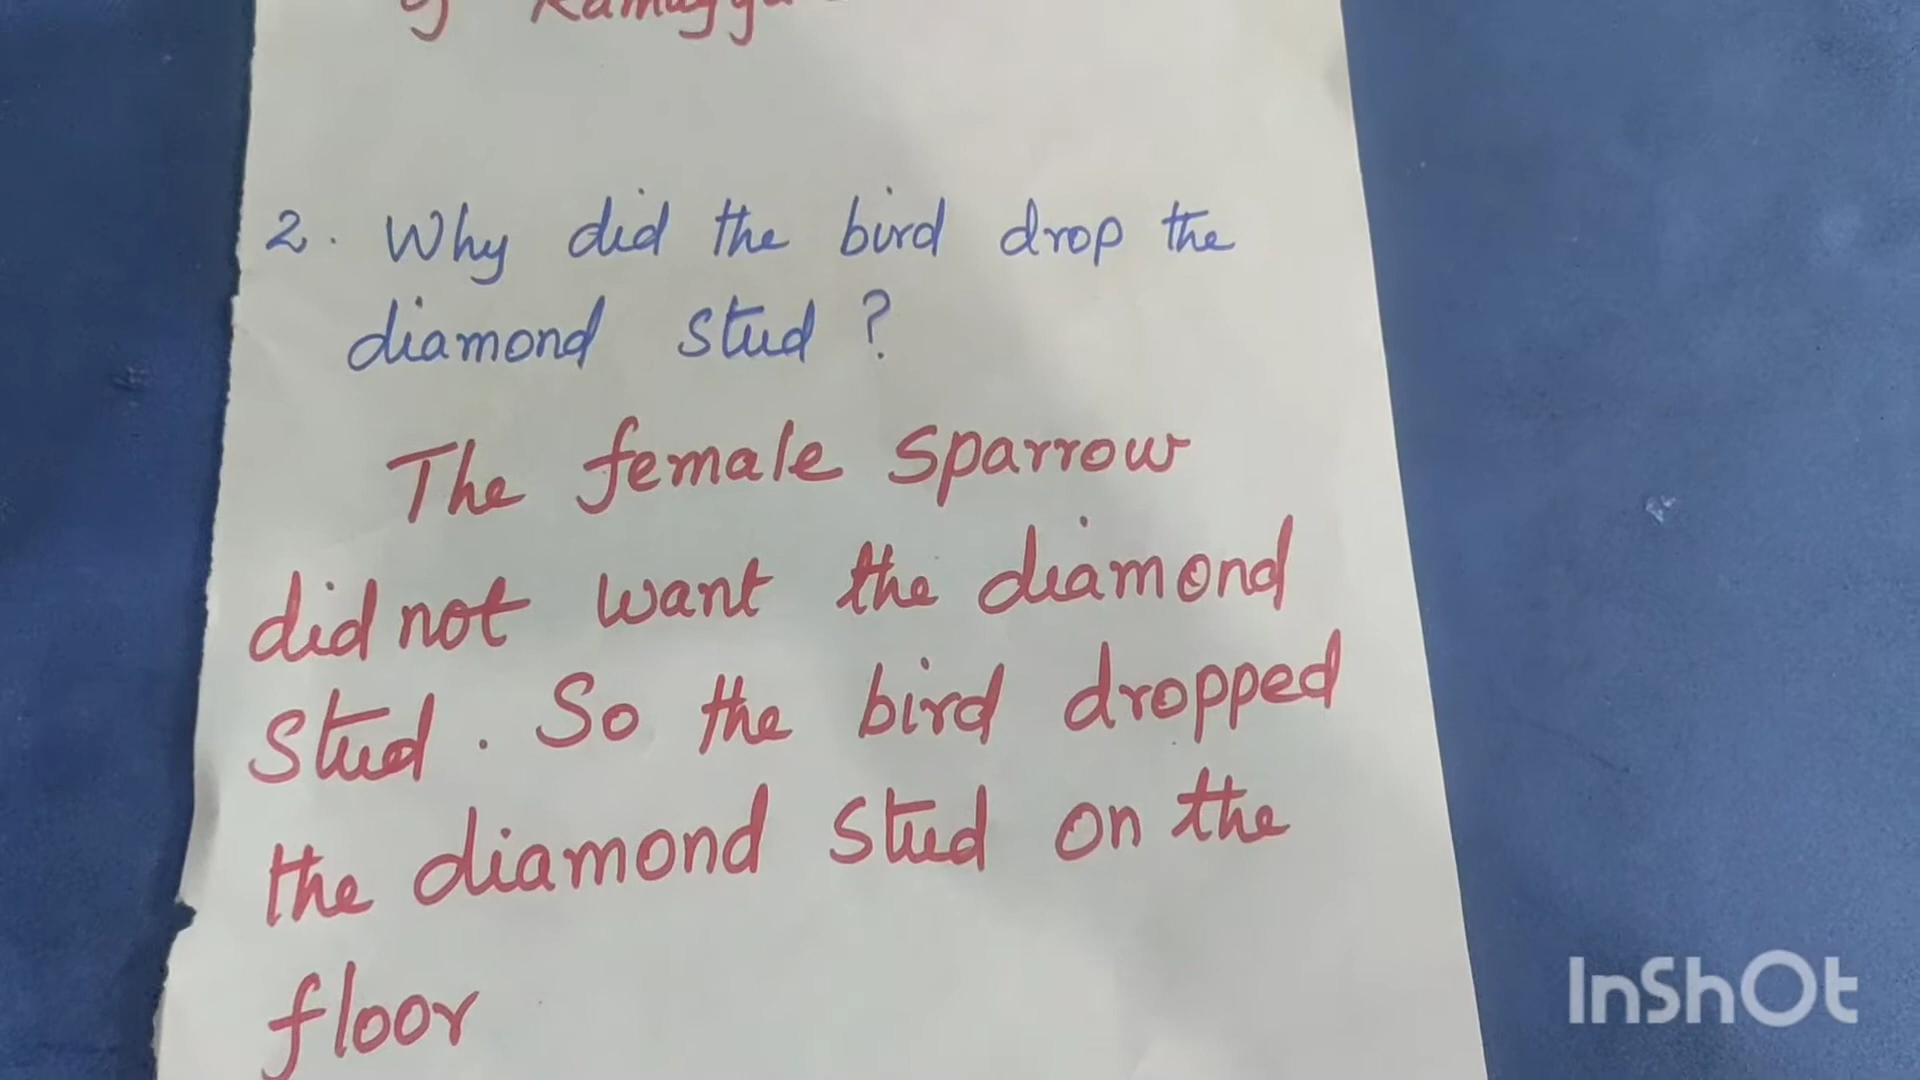 of
2. Why did the bird drop the
diamond stud ?
The female sparrow
did not want the diamond
stud. So the bird dropped
the diamond stud on the
floor
InShOt